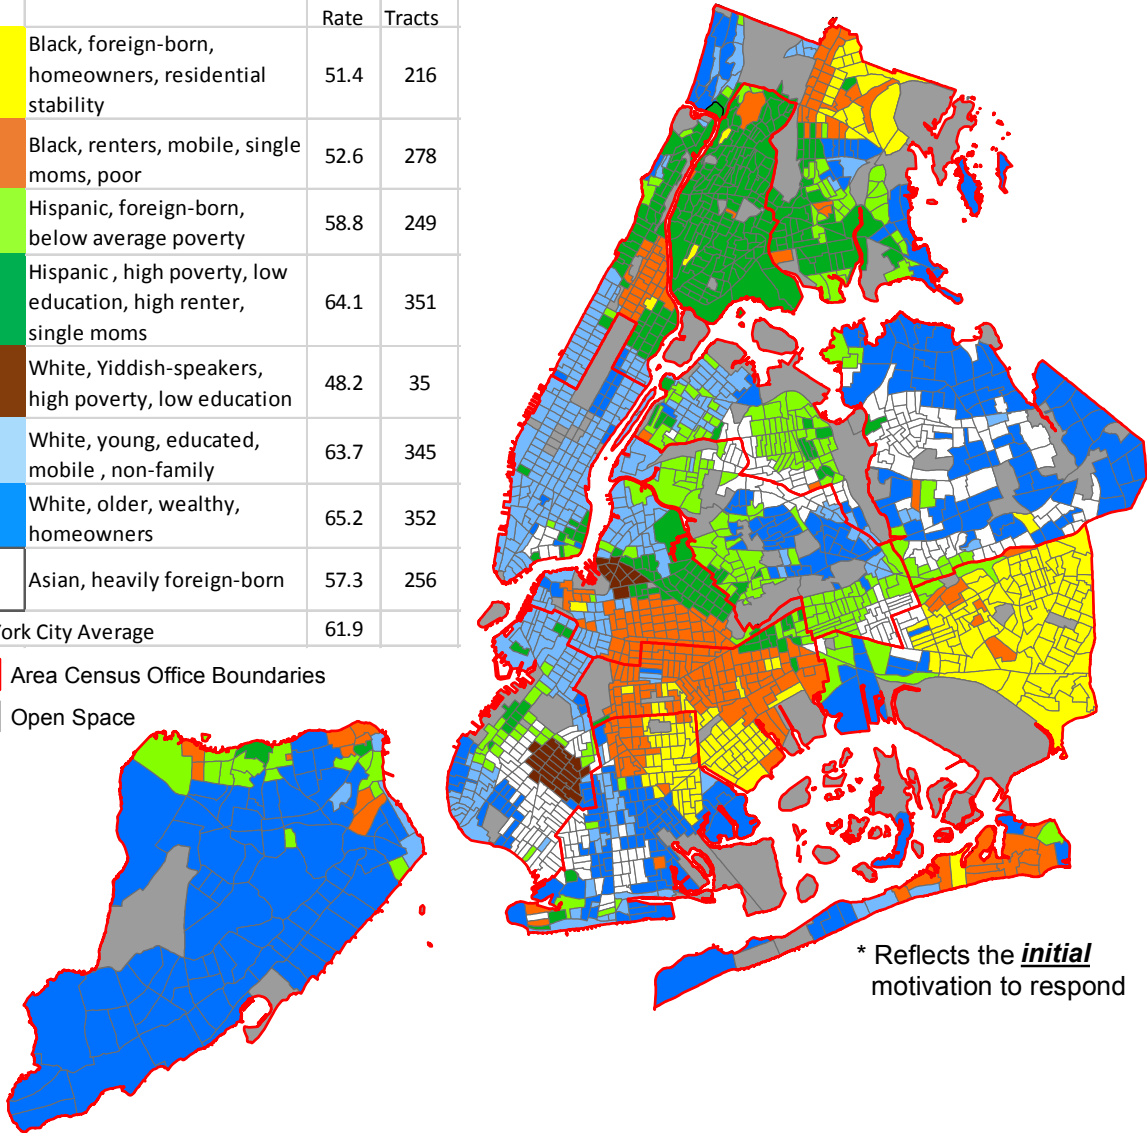 Rate Tracts
Black, foreign-born,
homeowners, residential
stability
51.4 216
Black, renters, mobile, single
moms, poor
52.6 278
Hispanic, foreign-born,
below average poverty
58.8 249
Hispanic , high poverty, low
education, high renter,
single moms
64.1 351
White, Yiddish-speakers,
high poverty, low education
48.2 35
White, young, educated,
mobile , non-family
63.7 345
White, older, wealthy,
homeowners
65.2 352
Asian, heavily foreign-born 57.3 256
ork City Average 61.9
Area Census Office Boundaries
Open Space
* Reflects the initial
motivation to respond